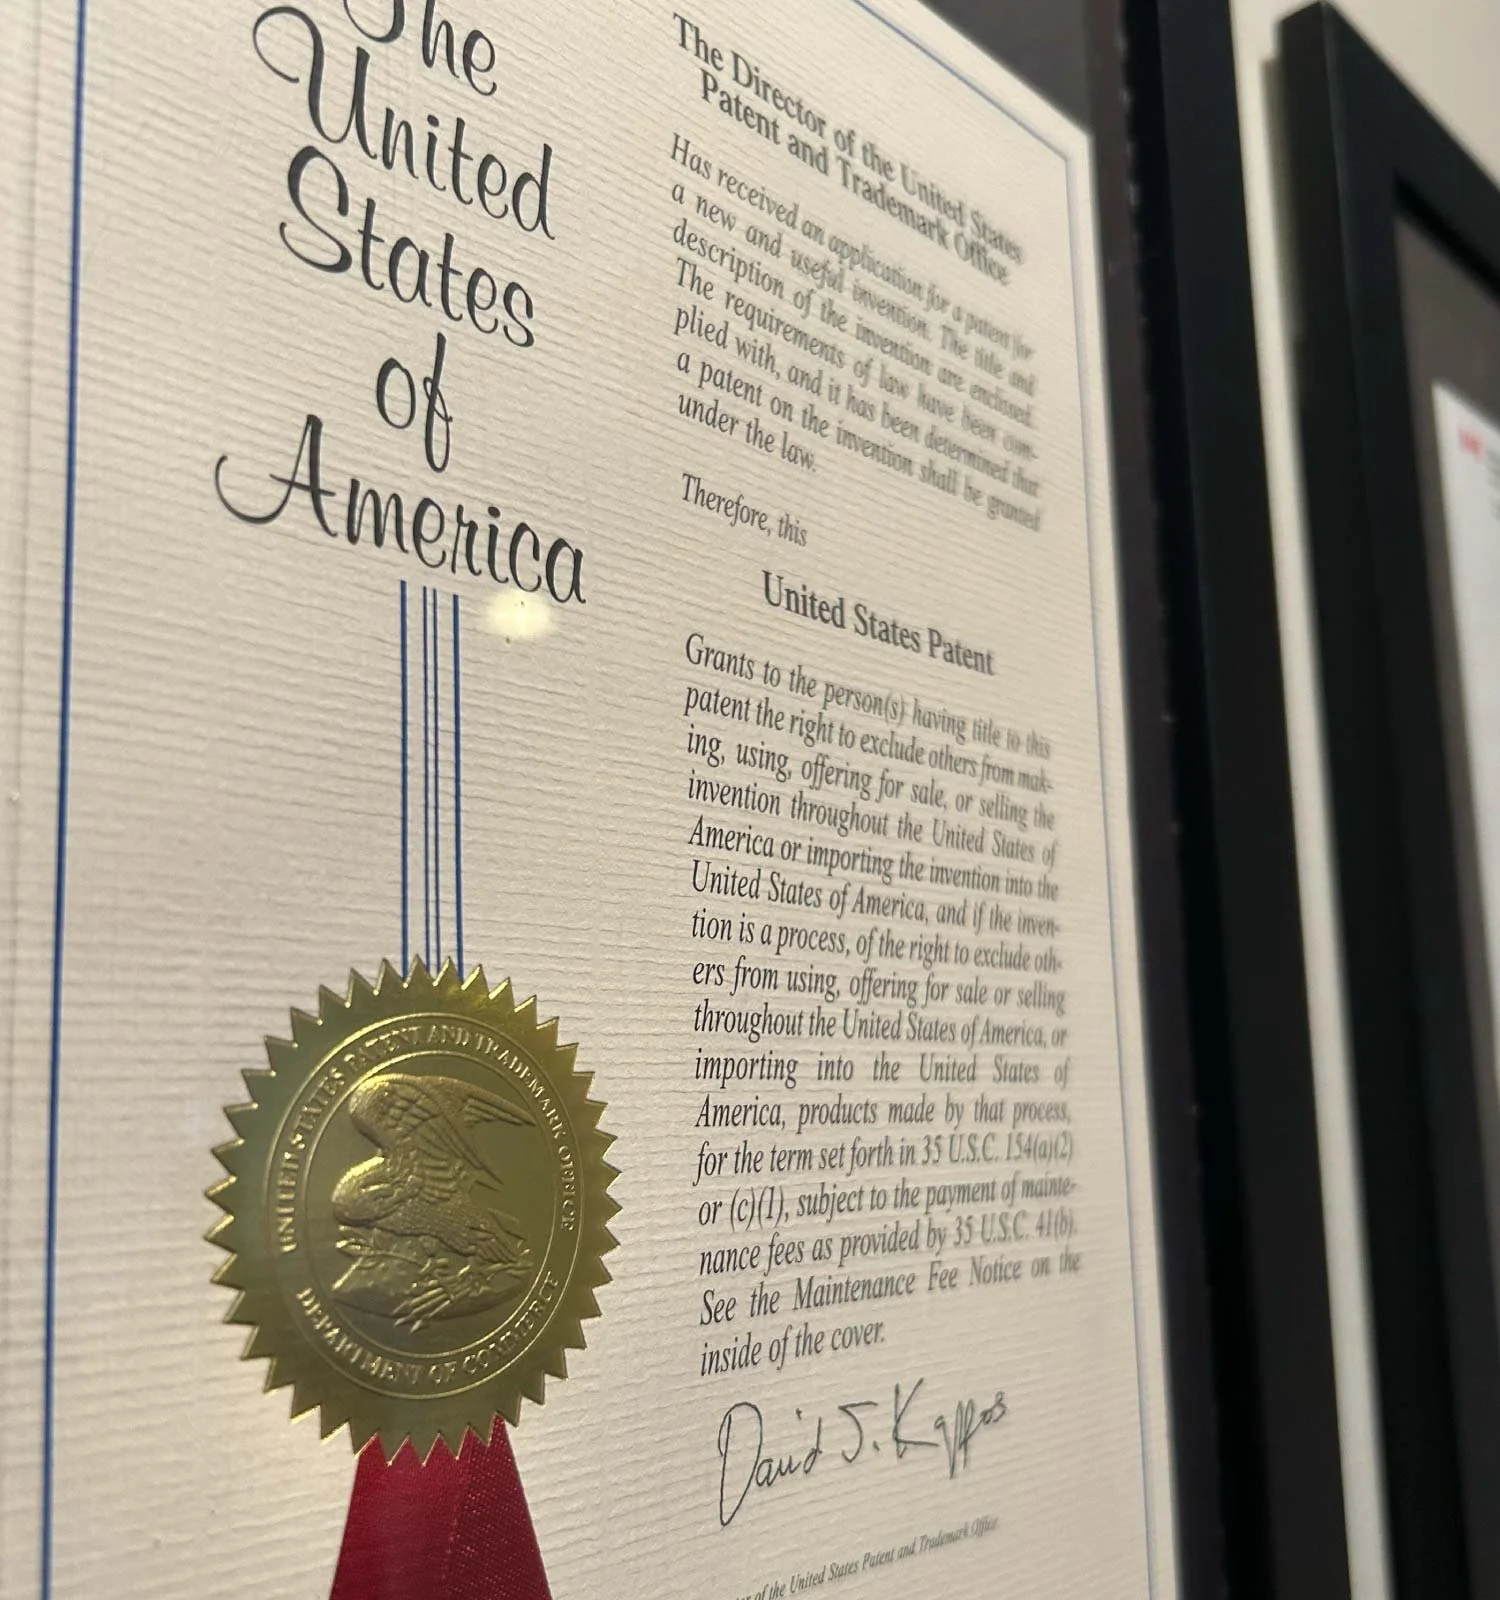 The
United
States
of
America
The Director of the United States
Patent and Trademark Office
Has received an application for a patent for
a new and useful invention. The title and
description of the invention are enclosed.
The requirements of law have been com-
plied with, and it has been determined that
a patent on the invention shall be granted
under the law.
Therefore, this
United States Patent
Grants to the person(s) having title to this
patent the right to exclude others from mak-
ing, using, offering for sale, or selling the
invention throughout the United States of
America or importing the invention into the
United States of America, and if the inven-
tion is a process, of the right to exclude oth-
ers from using, offering for sale or selling
throughout the United States of America, or
importing into the United States of
America, products made by that process,
for the term set forth in 35 U.S.C. 154(a)(2)
or (c)(1), subject to the payment of mainte-
nance fees as provided by 35 U.S.C. 41(b).
See the Maintenance Fee Notice on the
inside of the cover.
David J. Kappos
of the United States Patent and Trademark Office
UNITED STATES PATENT AND TRADEMARK OFFICE
DEPARTMENT OF COMMERCE